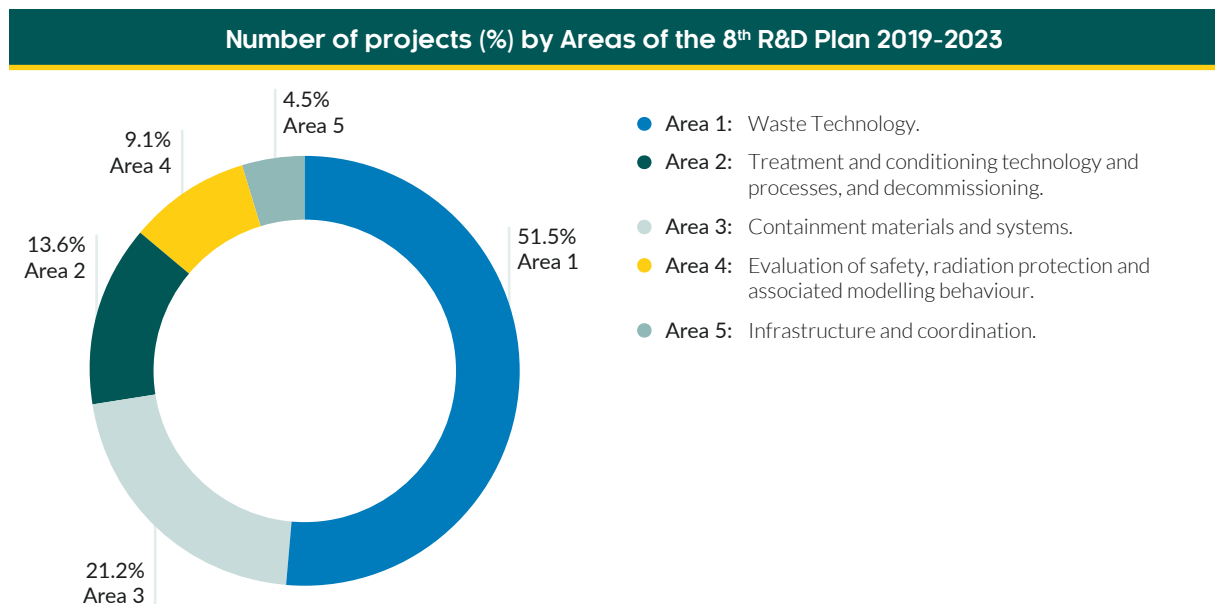 Number of projects (%) by Areas of the 8th R&D Plan 2019-2023
4.5%
Area 5
9.1%
Area 4
13.6%
Area 2
51.5%
Area 1
21.2%
Area 3
Area 1: Waste Technology.
Area 2: Treatment and conditioning technology and
processes, and decommissioning.
Area 3: Containment materials and systems.
Area 4: Evaluation of safety, radiation protection and
associated modelling behaviour.
Area 5: Infrastructure and coordination.